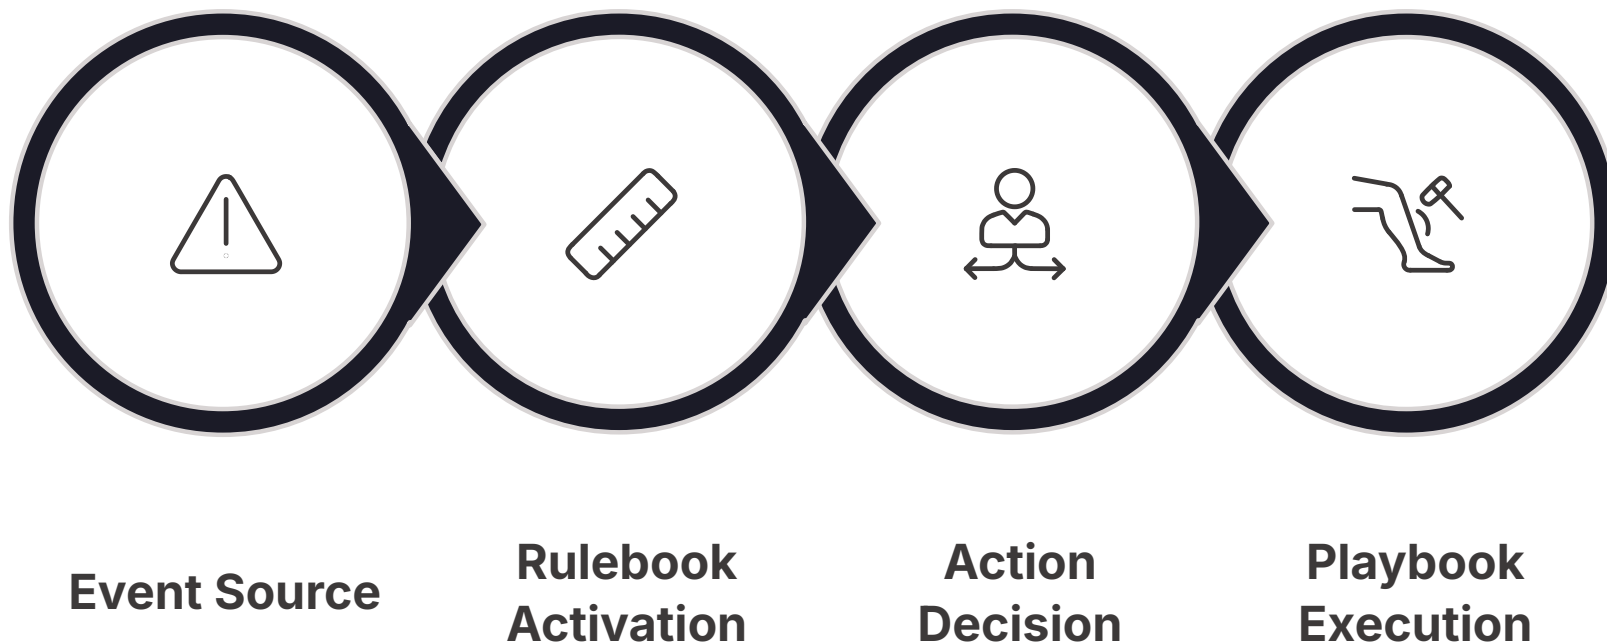 Event Source
Rulebook
Activation
Action
Decision
Playbook
Execution